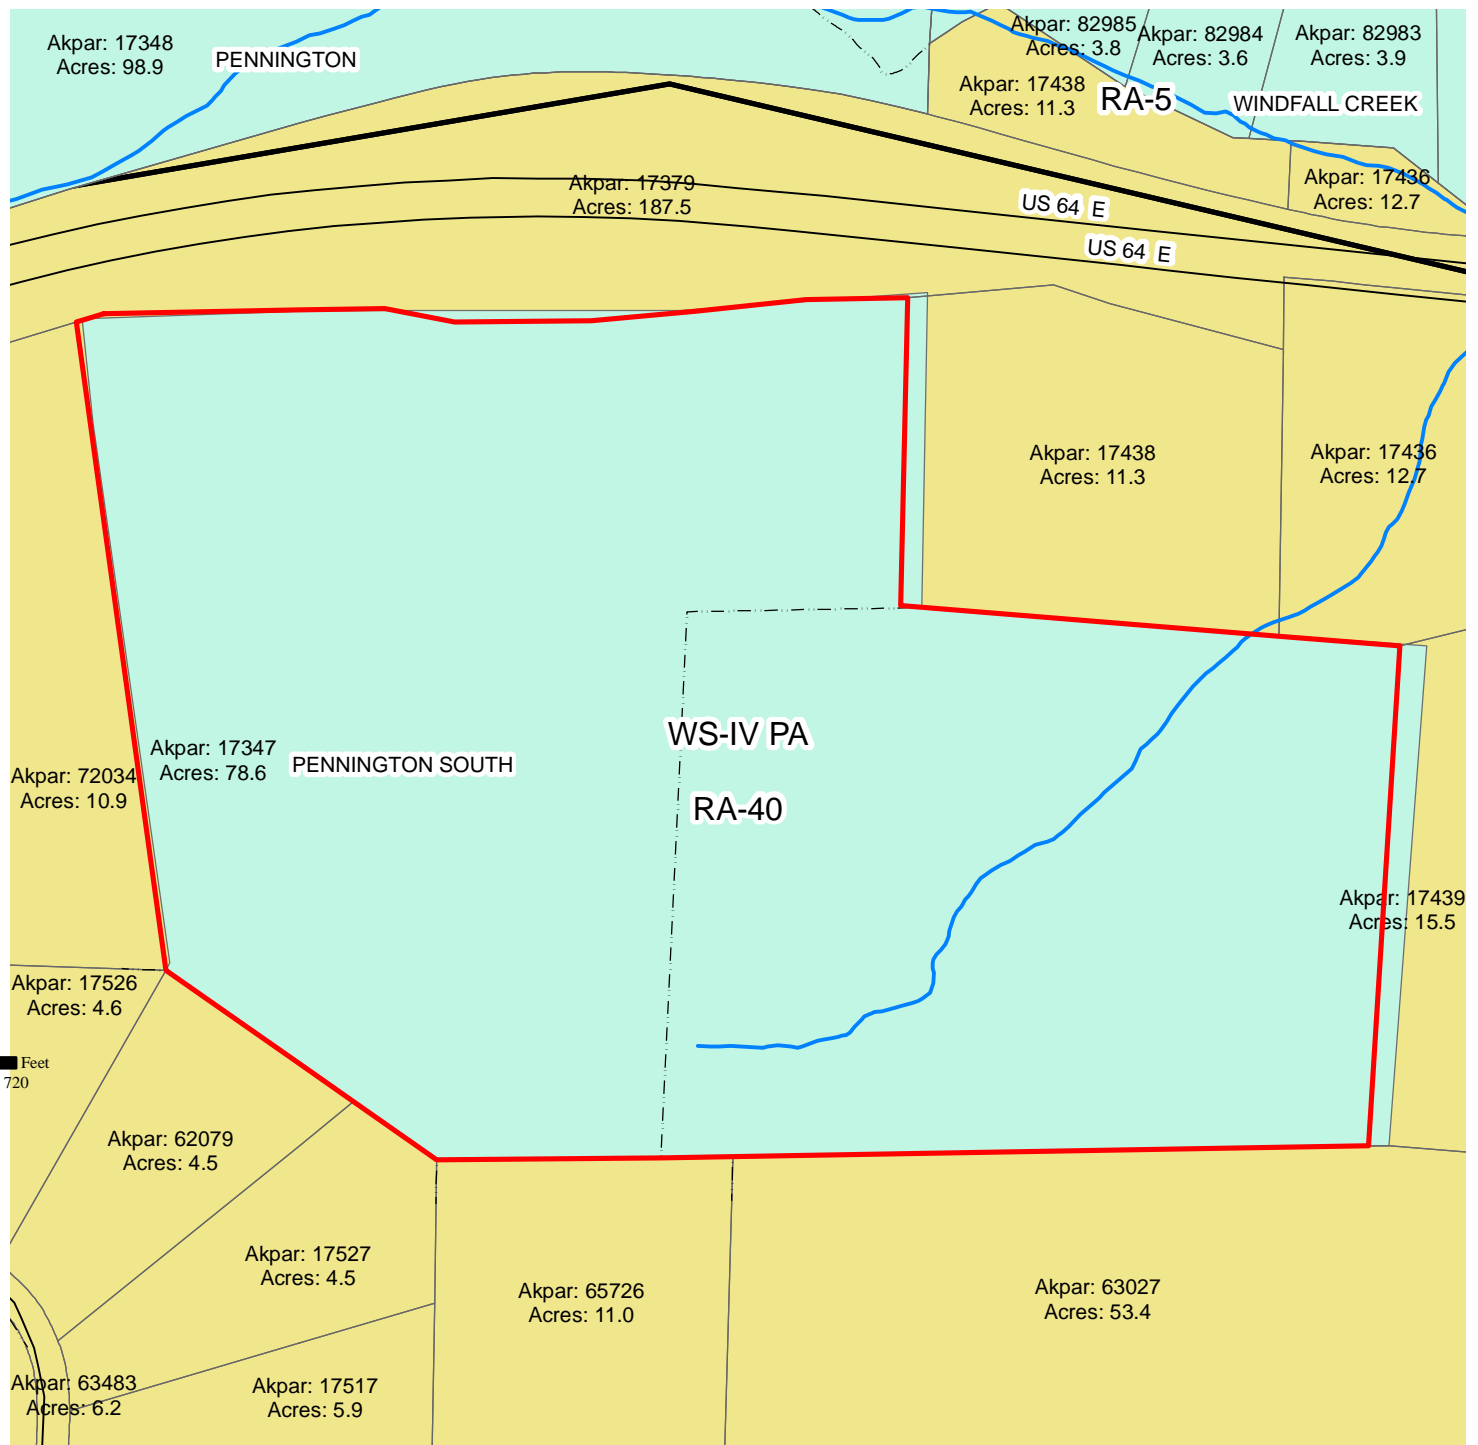 Akpar: 17348
Acres: 98.9
PENNINGTON
Akpar: 82985
Acres: 3.8
Akpar: 82984
Acres: 3.6
Akpar: 82983
Acres: 3.9
Akpar: 17438
Acres: 11.3
RA-5
WINDFALL CREEK
Akpar: 17379
Acres: 187.5
Akpar: 17436
Acres: 12.7
US 64 E
US 64 E
Akpar: 17438
Acres: 11.3
Akpar: 17436
Acres: 12.7
WS-IV PA
Akpar: 17347
Acres: 78.6
PENNINGTON SOUTH
Akpar: 72034
Acres: 10.9
RA-40
Akpar: 17439
Acres: 15.5
Akpar: 17526
Acres: 4.6
Feet
720
Akpar: 62079
Acres: 4.5
Akpar: 17527
Acres: 4.5
Akpar: 65726
Acres: 11.0
Akpar: 63027
Acres: 53.4
Akpar: 63483
Acres: 6.2
Akpar: 17517
Acres: 5.9